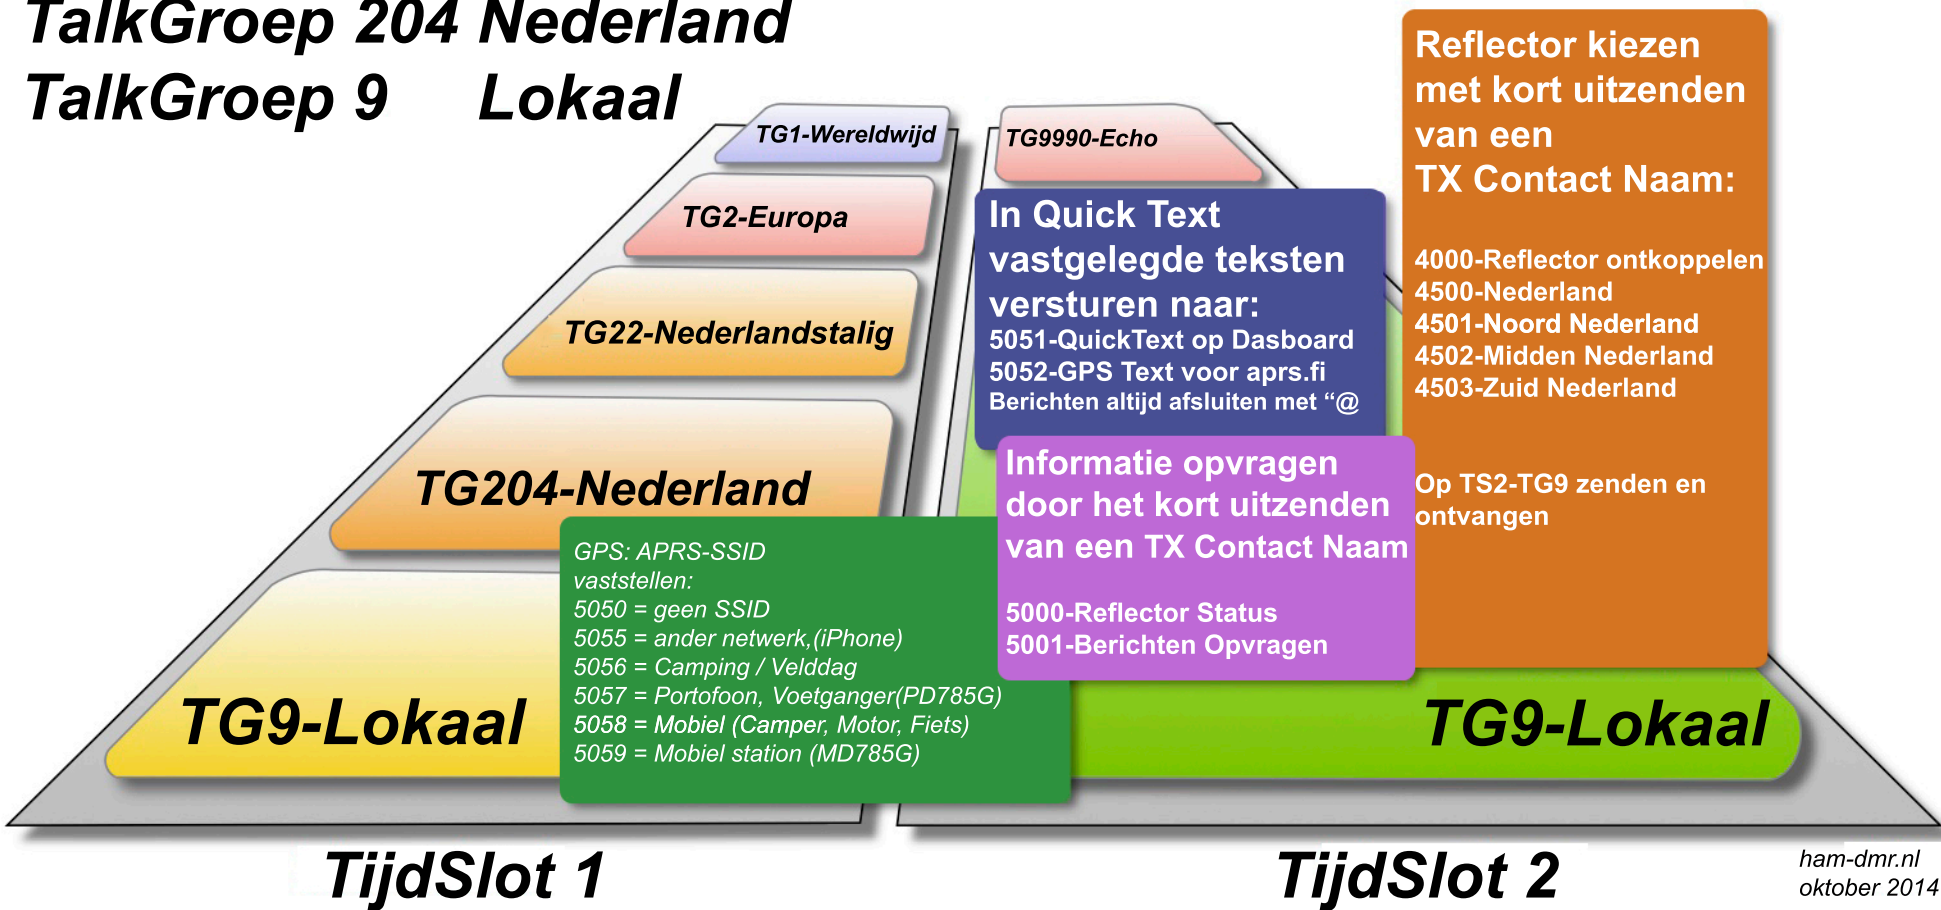 TalkGroep 204 Nederland
TalkGroep 9 Lokaal
TG1-Wereldwijd
TG2-Europa
TG22-Nederlandstalig
TG204-Nederland
TG9-Lokaal
GPS: APRS-SSID
vaststellen:
5050 = geen SSID
5055 = ander netwerk,(iPhone)
5056 = Camping / Velddag
5057 = Portofoon, Voetganger(PD785G)
5058 = Mobiel (Camper, Motor, Fiets)
5059 = Mobiel station (MD785G)
TijdSlot 1
TG9990-Echo
In Quick Text
vastgelegde teksten
versturen naar:
5051-QuickText op Dasboard
5052-GPS Text voor aprs.fi
Berichten altijd afsluiten met “@
Informatie opvragen
door het kort uitzenden
van een TX Contact Naam
5000-Reflector Status
5001-Berichten Opvragen
Reflector kiezen
met kort uitzenden
van een
TX Contact Naam:
4000-Reflector ontkoppelen
4500-Nederland
4501-Noord Nederland
4502-Midden Nederland
4503-Zuid Nederland
Op TS2-TG9 zenden en
ontvangen
TG9-Lokaal
TijdSlot 2
ham-dmr.nl
oktober 2014